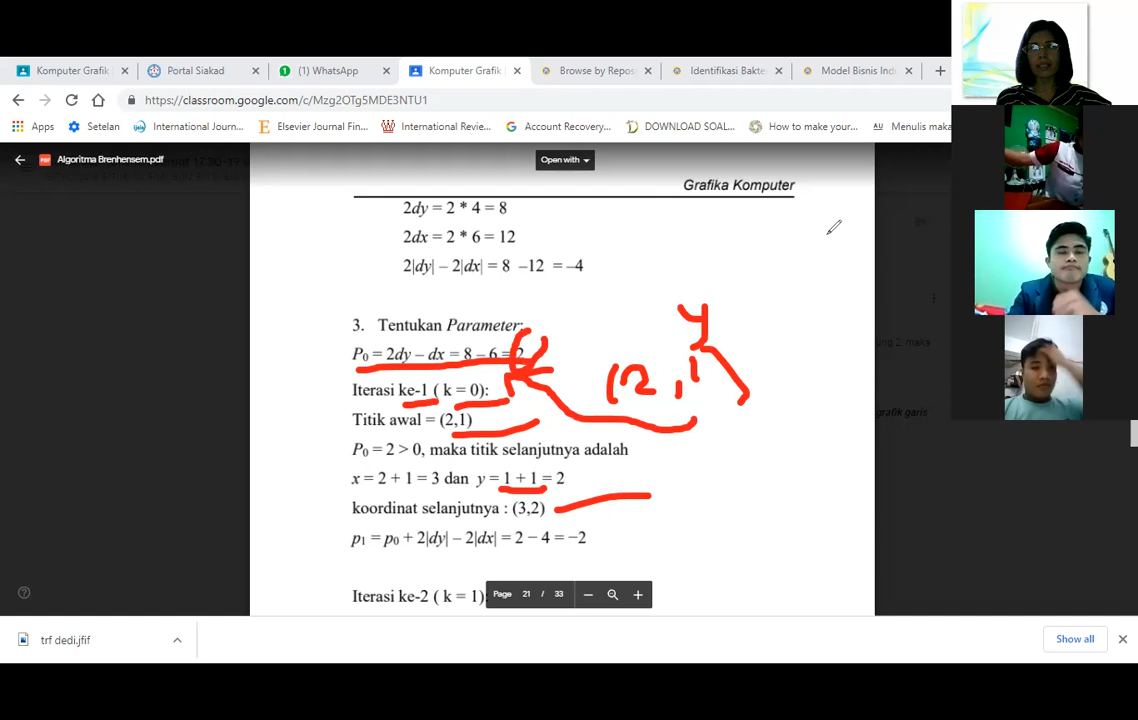 Komputer Grafik
Portal Siakad
(1) WhatsApp
Komputer Grafik
Browse by Repos
Identifikasi Bakte
Model Bisnis Ind
https://classroom.google.com/c/Mzg2OTg5MDE3NTU1
Apps
Setelan
International Journ...
Elsevier Journal Fin...
International Revie...
Account Recovery...
DOWNLOAD SOAL...
How to make your...
Menulis maka
Algoritma Brenhensem.pdf
Open with
Grafika Komputer
2dy = 2 * 4 = 8
2dx = 2 * 6 = 12
2|dy| – 2|dx| = 8 –12 = –4
3. Tentukan Parameter:
P0 = 2dy – dx = 8 – 6 = 2
Iterasi ke-1 ( k = 0):
Titik awal = (2,1)
P0 = 2 > 0, maka titik selanjutnya adalah
x = 2 + 1 = 3 dan y = 1 + 1 = 2
koordinat selanjutnya : (3,2)
p1 = p0 + 2|dy| – 2|dx| = 2 − 4 = −2
Iterasi ke-2 ( k = 1):
y
(2,1)
Page 21 / 33
ung 2. maka
grafik garis
trf dedi.jfif
Show all